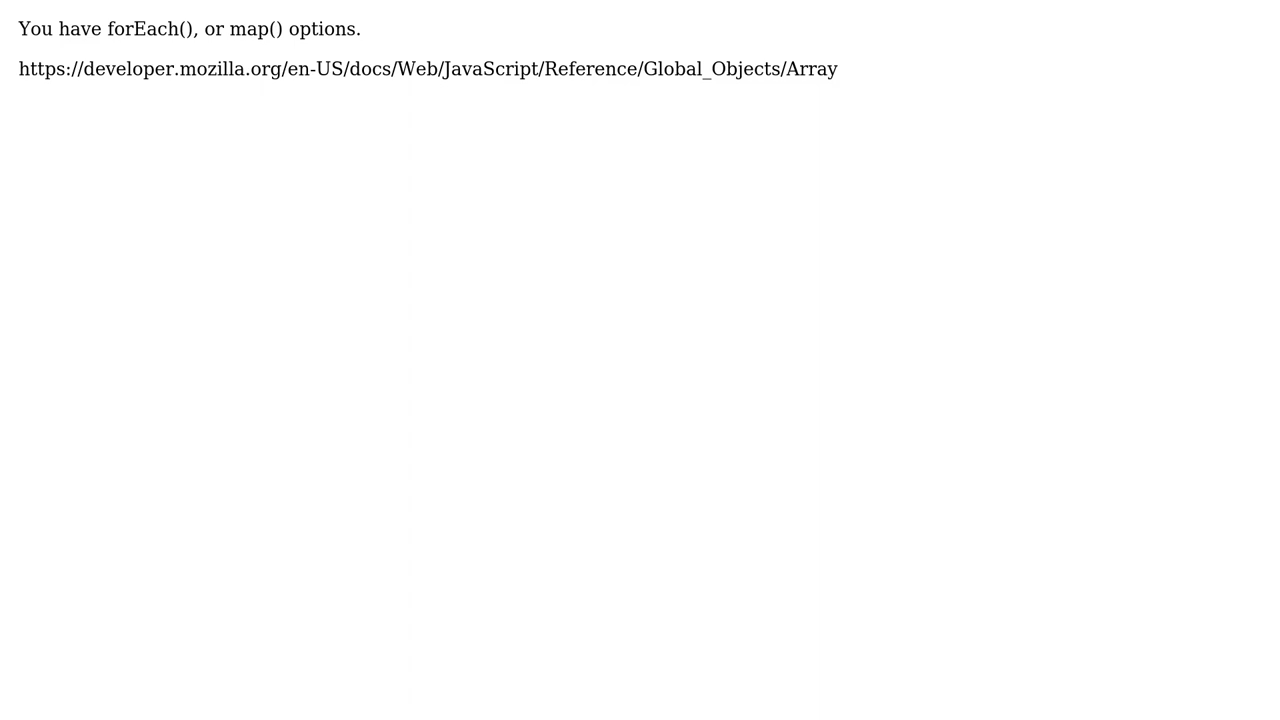 You have forEach(), or map() options.
https://developer.mozilla.org/en-US/docs/Web/JavaScript/Reference/Global_Objects/Array